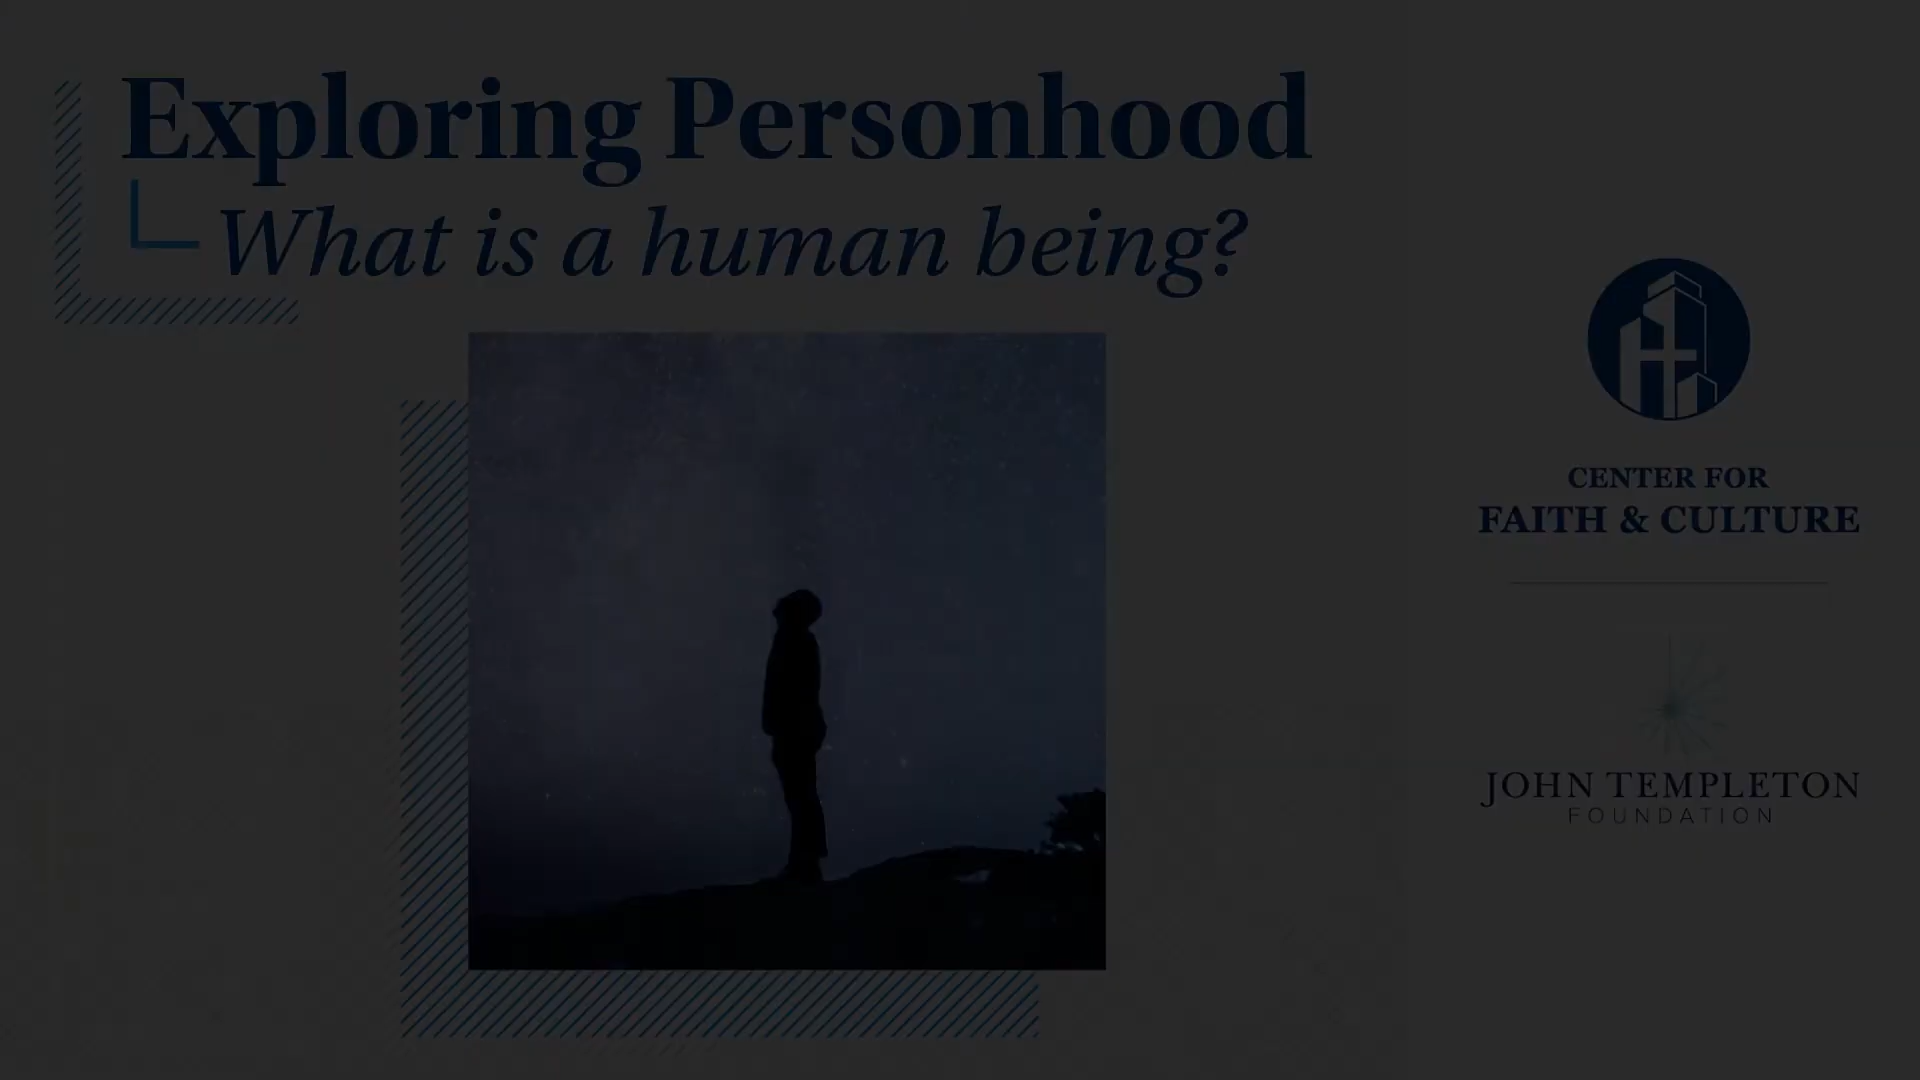 Exploring Personhood
What is a human being?
CENTER FOR
FAITH & CULTURE
JOHN TEMPLETON
FOUNDATION